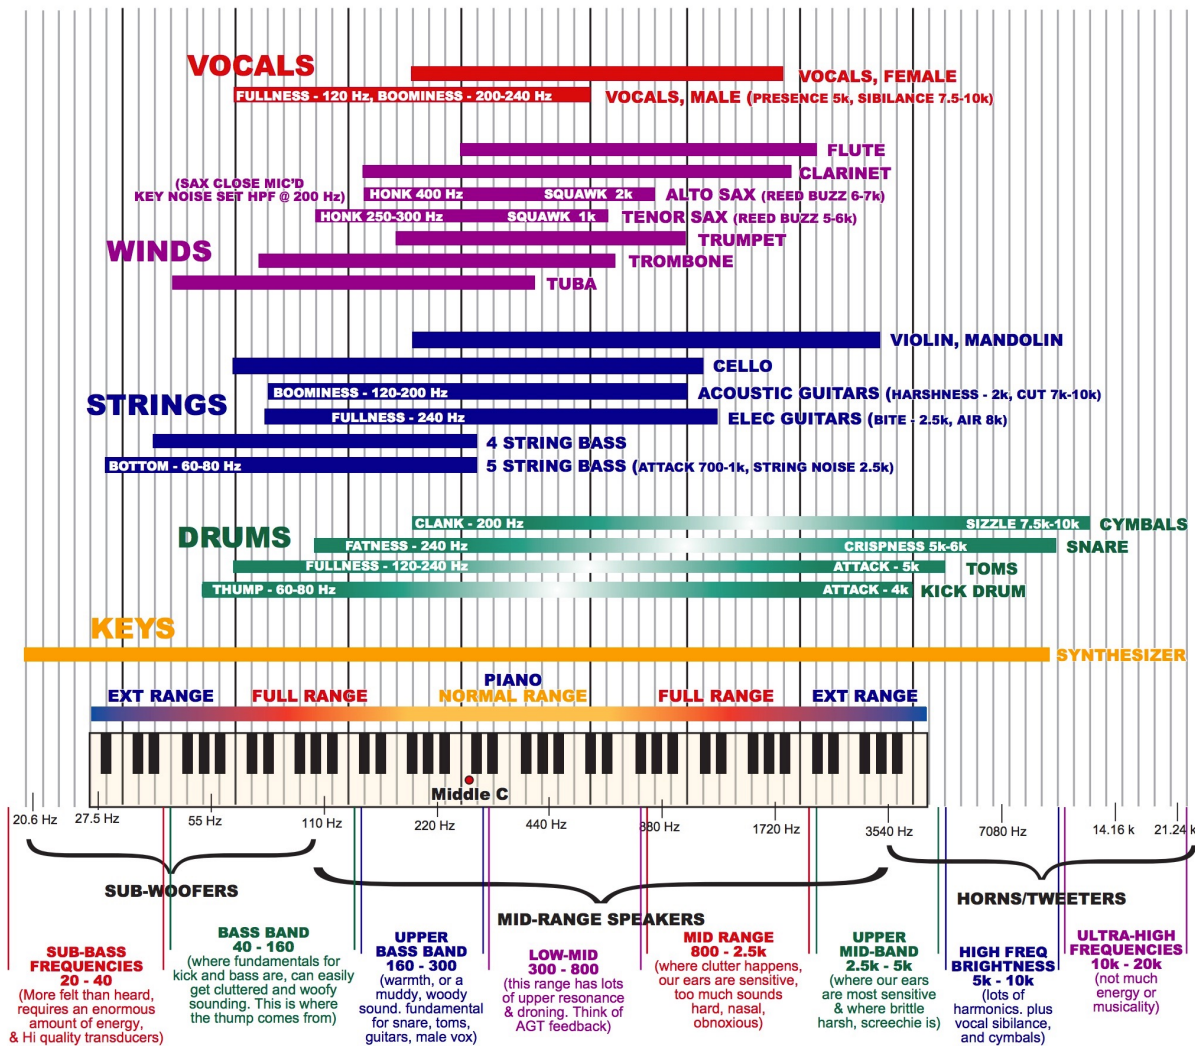 VOCALS
VOCALS, FEMALE
FULLNESS - 120 Hz, BOOMINESS - 200-240 Hz
VOCALS, MALE (PRESENCE 5k, SIBILANCE 7.5-10k)
FLUTE
CLARINET
(SAX CLOSE MIC'D
KEY NOISE SET HPF @ 200 Hz)
HONK 400 Hz SQUAWK 2k
ALTO SAX (REED BUZZ 6-7k)
HONK 250-300 Hz SQUAWK 1k
TENOR SAX (REED BUZZ 5-6k)
TRUMPET
WINDS
TROMBONE
TUBA
VIOLIN, MANDOLIN
CELLO
STRINGS
BOOMINESS - 120-200 Hz
ACOUSTIC GUITARS (HARSHNESS - 2k, CUT 7k-10k)
FULLNESS - 240 Hz
ELEC GUITARS (BITE - 2.5k, AIR 8k)
4 STRING BASS
BOTTOM - 60-80 Hz
5 STRING BASS (ATTACK 700-1k, STRING NOISE 2.5k)
DRUMS
CLANK - 200 Hz SIZZLE 7.5k-10k
CYMBALS
FATNESS - 240 Hz CRISPNESS 5k-6k
SNARE
FULLNESS - 120-240 Hz ATTACK - 5k
TOMS
THUMP - 60-80 Hz ATTACK - 4k
KICK DRUM
KEYS
SYNTHESIZER
PIANO
EXT RANGE FULL RANGE NORMAL RANGE FULL RANGE EXT RANGE
Middle C
20.6 Hz 27.5 Hz 55 Hz 110 Hz 220 Hz 440 Hz 880 Hz 1720 Hz 3540 Hz 7080 Hz 14.16 k 21.24 k
SUB-WOOFERS
MID-RANGE SPEAKERS
HORNS/TWEETERS
SUB-BASS
FREQUENCIES
20 - 40
(More felt than heard,
requires an enormous
amount of energy,
& Hi quality transducers)
BASS BAND
40 - 160
(where fundamentals for
kick and bass are, can easily
get cluttered and woofy
sounding. This is where
the thump comes from)
UPPER
BASS BAND
160 - 300
(warmth, or a
muddy, woody
sound. fundamental
for snare, toms,
guitars, male vox)
LOW-MID
300 - 800
(this range has lots
of upper resonance
& droning. Think of
AGT feedback)
MID RANGE
800 - 2.5k
(where clutter happens,
our ears are sensitive,
too much sounds
hard, nasal,
obnoxious)
UPPER
MID-BAND
2.5k - 5k
(where our ears
are most sensitive
& where brittle
harsh, screechie is)
HIGH FREQ
BRIGHTNESS
5k - 10k
(lots of
harmonics. plus
vocal sibilance,
and cymbals)
ULTRA-HIGH
FREQUENCIES
10k - 20k
(not much
energy or
musicality)